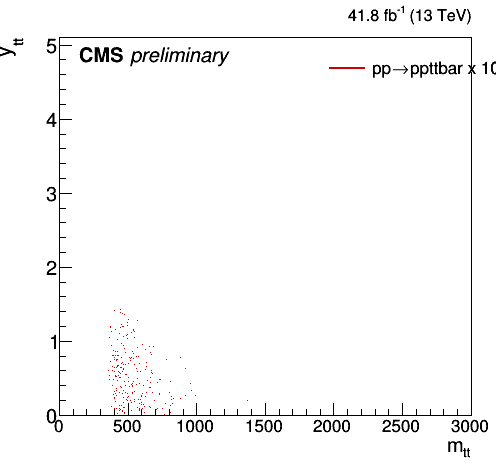 41.8 fb⁻¹ (13 TeV)
y_tt
CMS preliminary
pp→ppttbar x 10
5
4
3
2
1
0
0 500 1000 1500 2000 2500 3000
m_tt